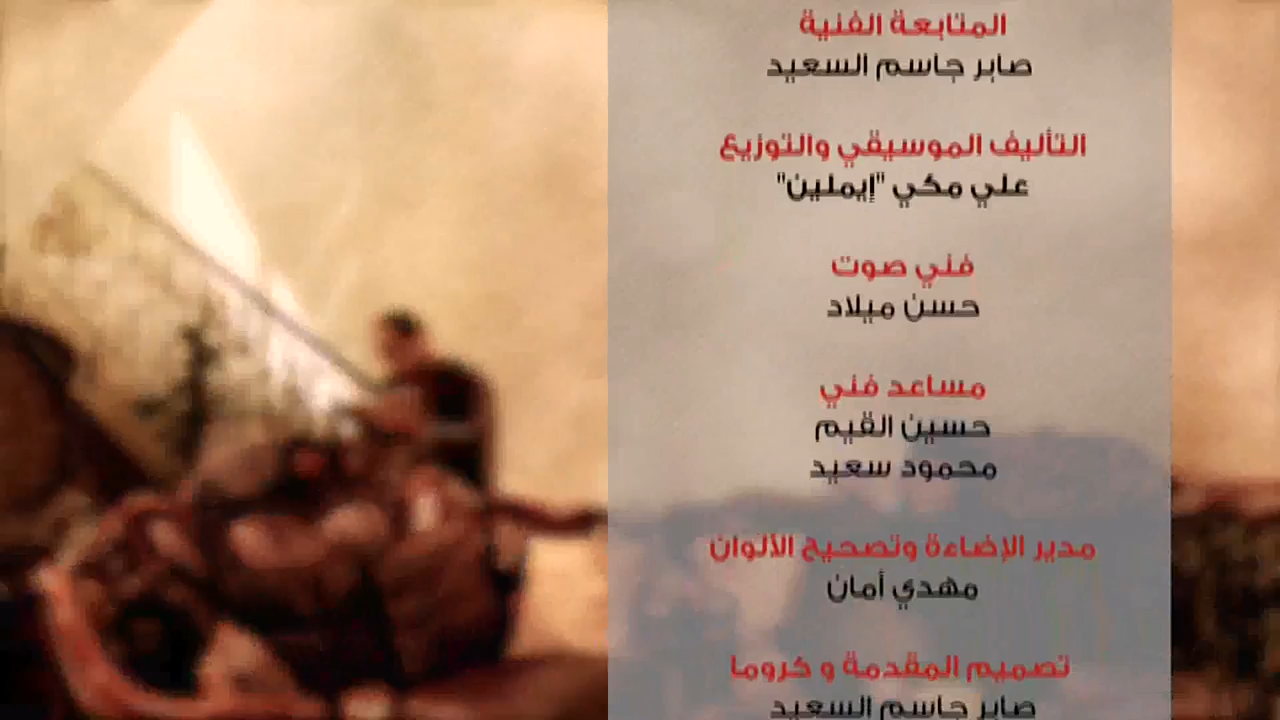 المتابعة الفنية
صابر جاسم السعيد
التأليف الموسيقي والتوزيع
علي مكي "إيملين"
فني صوت
حسن ميلاد
مساعد فني
حسين القيم
محمود سعيد
مدير الإضاءة وتصحيح الألوان
مهدي أمان
تصميم المقدمة و كروما
صابر جاسم السعيد